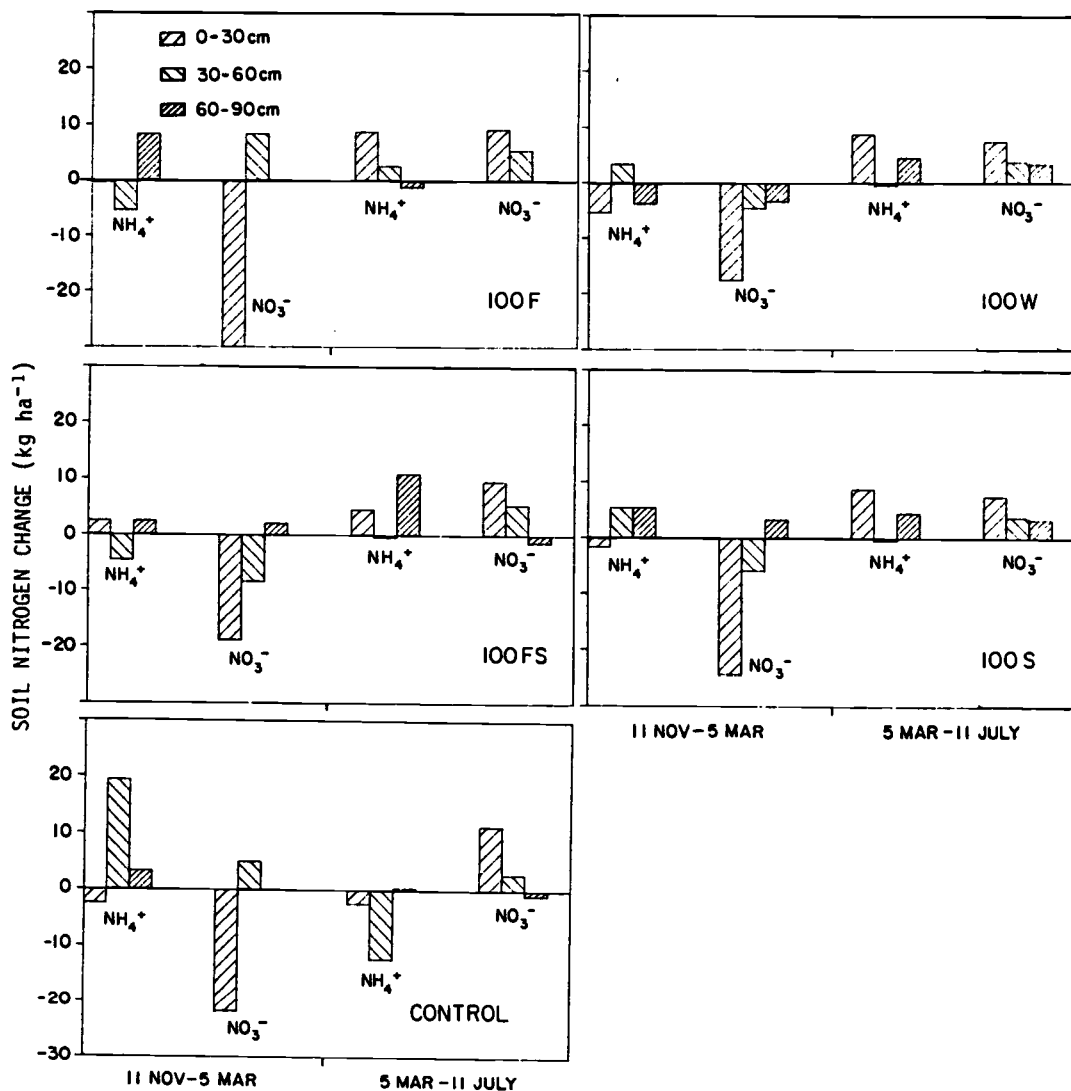 SOIL NITROGEN CHANGE (kg ha⁻¹)
0-30cm
30-60cm
60-90cm
20
10
0
-10
-20
NH₄⁺
NO₃⁻
NH₄⁺
NO₃⁻
100F
NH₄⁺
NO₃⁻
NH₄⁺
NO₃⁻
100W
20
10
0
-10
-20
NH₄⁺
NO₃⁻
NH₄⁺
NO₃⁻
100FS
NH₄⁺
NO₃⁻
NH₄⁺
NO₃⁻
100S
11 NOV-5 MAR
5 MAR-11 JULY
20
10
0
-10
-20
-30
NH₄⁺
NO₃⁻
NH₄⁺
NO₃⁻
CONTROL
11 NOV-5 MAR
5 MAR-11 JULY